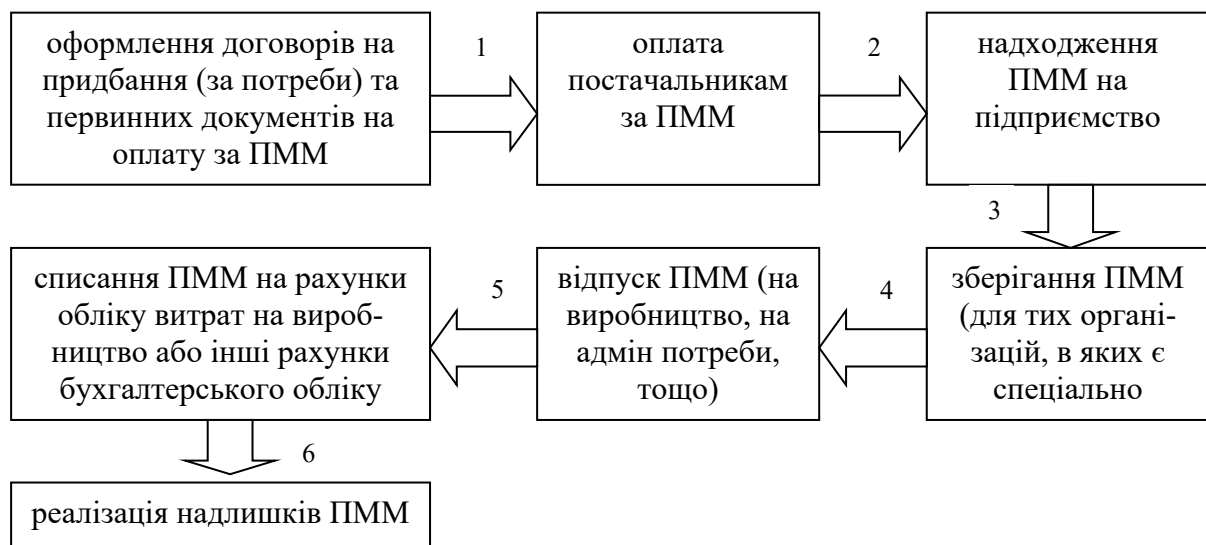 оформлення договорів на
придбання (за потреби) та
первинних документів на
оплату за ПММ
1
оплата
постачальникам
за ПММ
2
надходження
ПММ на
підприємство
3
зберігання ПММ
(для тих органі-
зацій, в яких є
спеціально
4
відпуск ПММ (на
виробництво, на
адмін потреби,
тощо)
5
списання ПММ на рахунки
обліку витрат на вироб-
ництво або інші рахунки
бухгалтерського обліку
6
реалізація надлишків ПММ